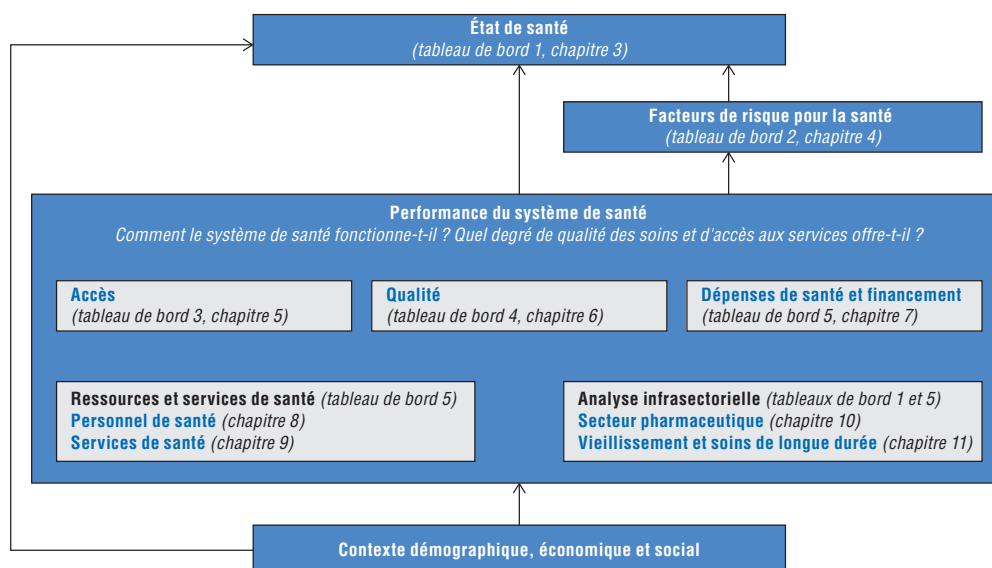 État de santé
(tableau de bord 1, chapitre 3)
Facteurs de risque pour la santé
(tableau de bord 2, chapitre 4)
Performance du système de santé
Comment le système de santé fonctionne-t-il ? Quel degré de qualité des soins et d'accès aux services offre-t-il ?
Accès
(tableau de bord 3, chapitre 5)
Qualité
(tableau de bord 4, chapitre 6)
Dépenses de santé et financement
(tableau de bord 5, chapitre 7)
Ressources et services de santé (tableau de bord 5)
Personnel de santé (chapitre 8)
Services de santé (chapitre 9)
Analyse infrasectorielle (tableaux de bord 1 et 5)
Secteur pharmaceutique (chapitre 10)
Vieillissement et soins de longue durée (chapitre 11)
Contexte démographique, économique et social